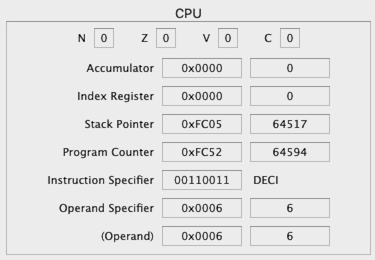 CPU
N 0 Z 0 V 0 C 0
Accumulator 0x0000 0
Index Register 0x0000 0
Stack Pointer 0xFC05 64517
Program Counter 0xFC52 64594
Instruction Specifier 00110011 DECI
Operand Specifier 0x0006 6
(Operand) 0x0006 6